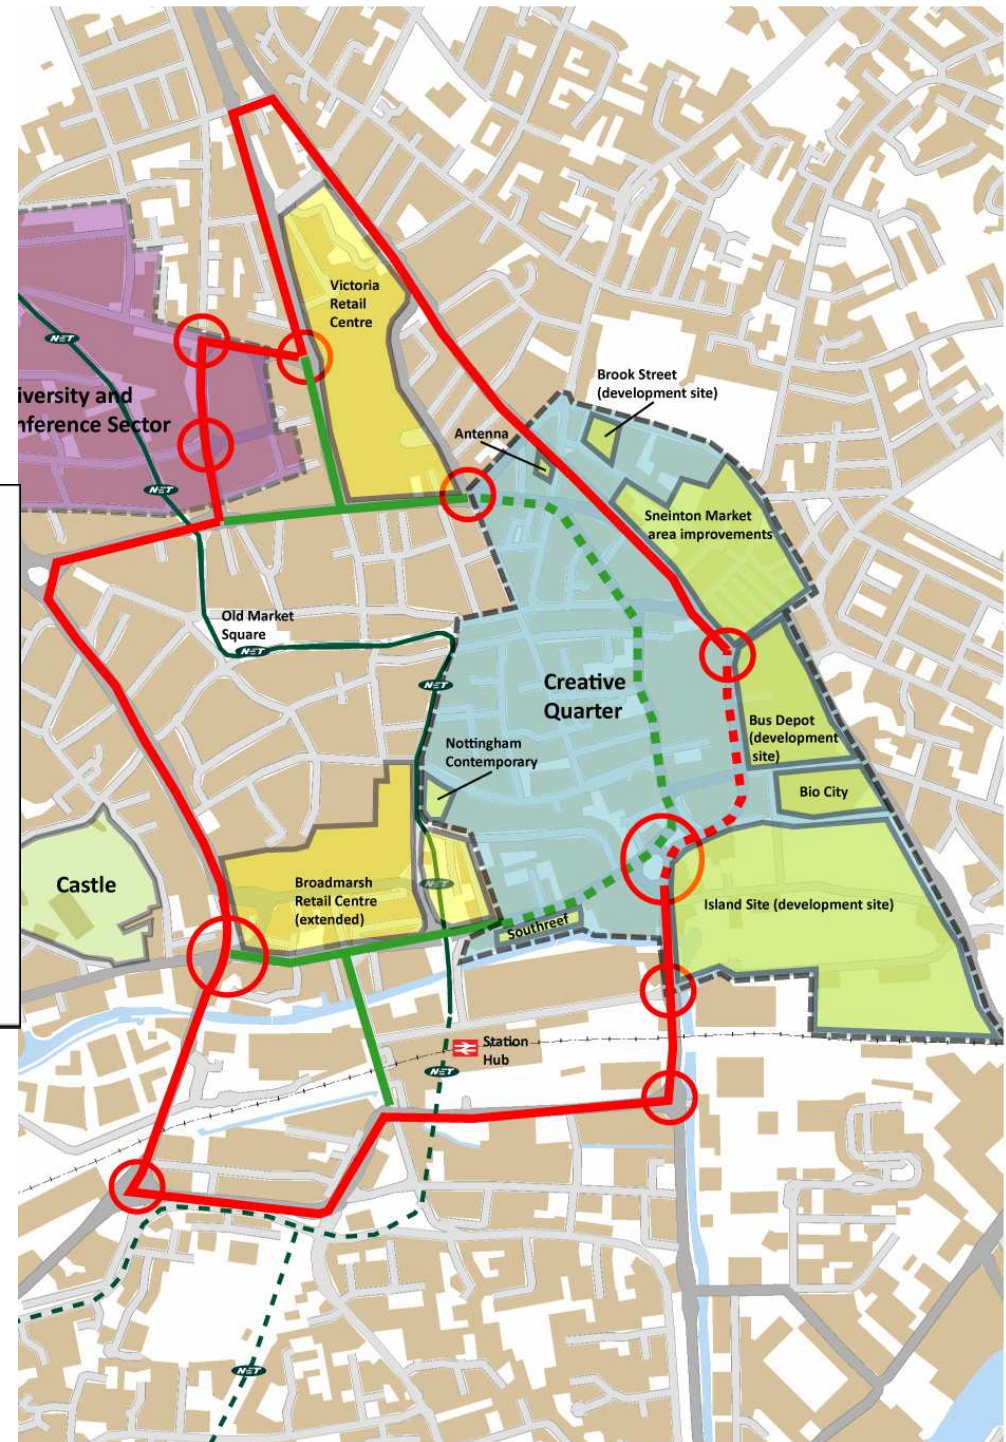 Victoria
Retail
Centre
NET
iversity and
nference Sector
Brook Street
(development site)
Antenna
NET
Sneinton Market
area improvements
Old Market
Square
NET
NET
Creative
Quarter
Bus Depot
(development
site)
Nottingham
Contemporary
Bio City
Castle
Broadmarsh
Retail Centre
(extended)
NET
Island Site (development site)
Southreef
Station
Hub
NET
NET